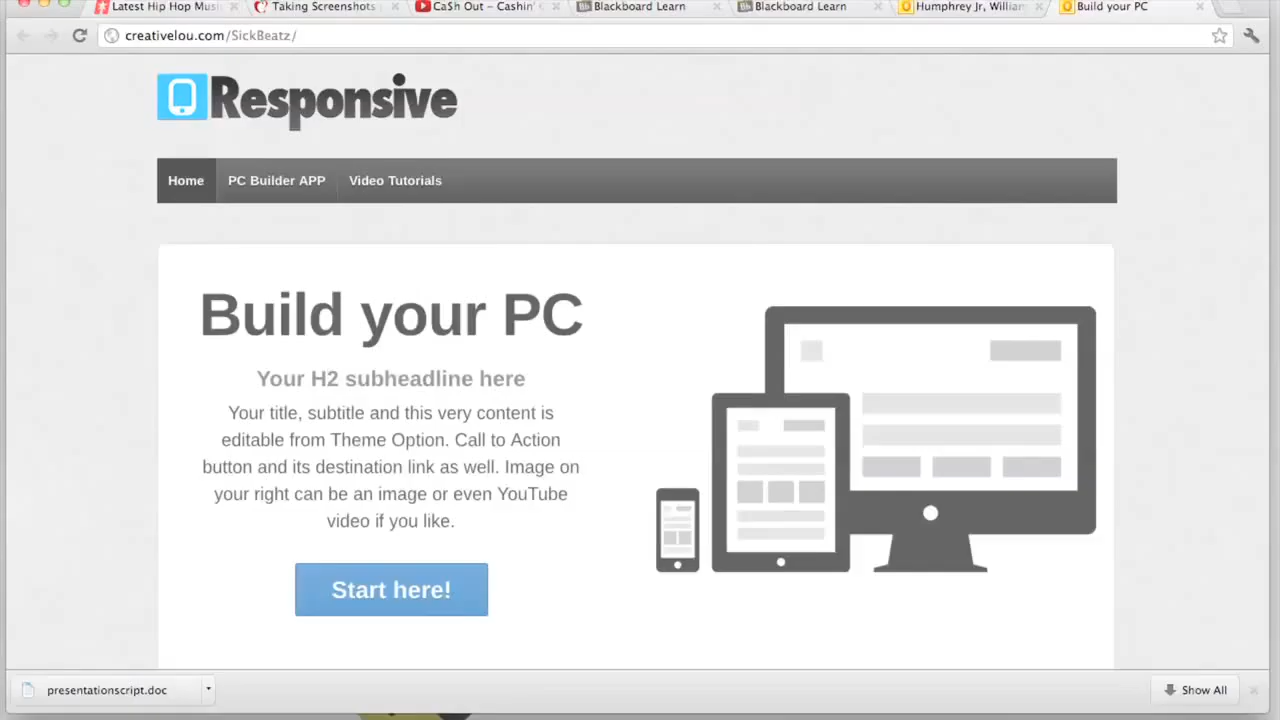 Latest Hip Hop Musi
Taking Screenshots
Ca$h Out – Cashin'
Blackboard Learn
Blackboard Learn
Humphrey Jr, William
Build your PC
creativelou.com/SickBeatz/
Responsive
Home
PC Builder APP
Video Tutorials
Build your PC
Your H2 subheadline here
Your title, subtitle and this very content is
editable from Theme Option. Call to Action
button and its destination link as well. Image on
your right can be an image or even YouTube
video if you like.
Start here!
presentationscript.doc
Show All